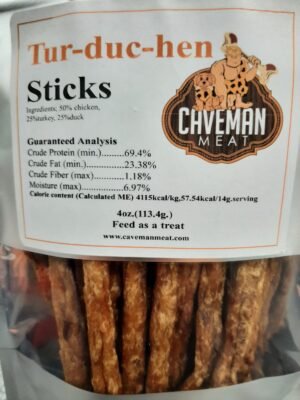 Tur-duc-hen
Sticks
Ingredients; 50% chicken,
25%turkey, 25%duck
CAVEMAN
MEAT
Guaranteed Analysis
Crude Protein (min.)..........69.4%
Crude Fat (min.)...............23.38%
Crude Fiber (max)............1.18%
Moisture (max)................6.97%
Calorie content (Calculated ME) 4115kcal/kg,57.54kcal/14g.serving
4oz.(113.4g.)
Feed as a treat
www.cavemanmeat.com